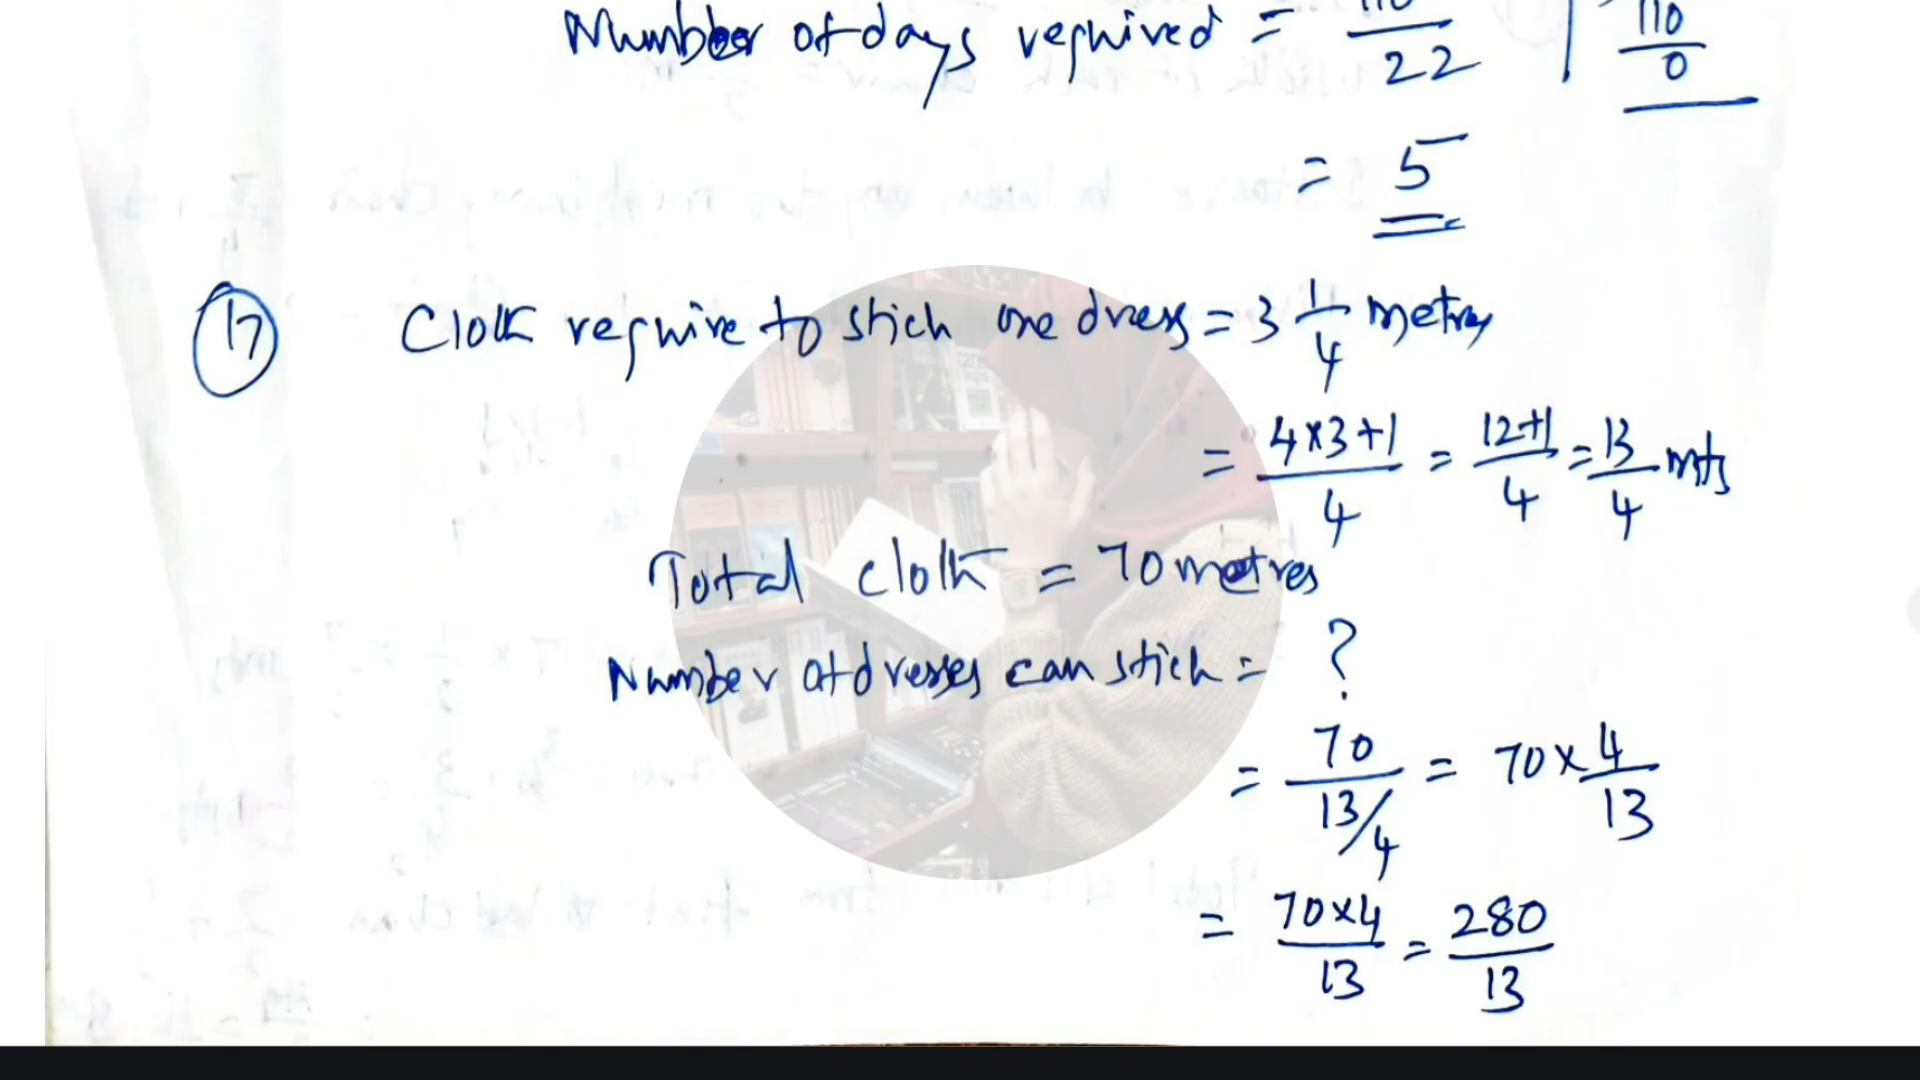 Number of days required = 110/22 | 110/0
= 5
17 Cloth require to stich one dress = 3 1/4 metres
= 4×3+1/4 = 12+1/4 = 13/4 mts
Total cloth = 70 metres
Number of dresses can stich = ?
= 70/13/4 = 70 × 4/13
= 70×4/13 = 280/13